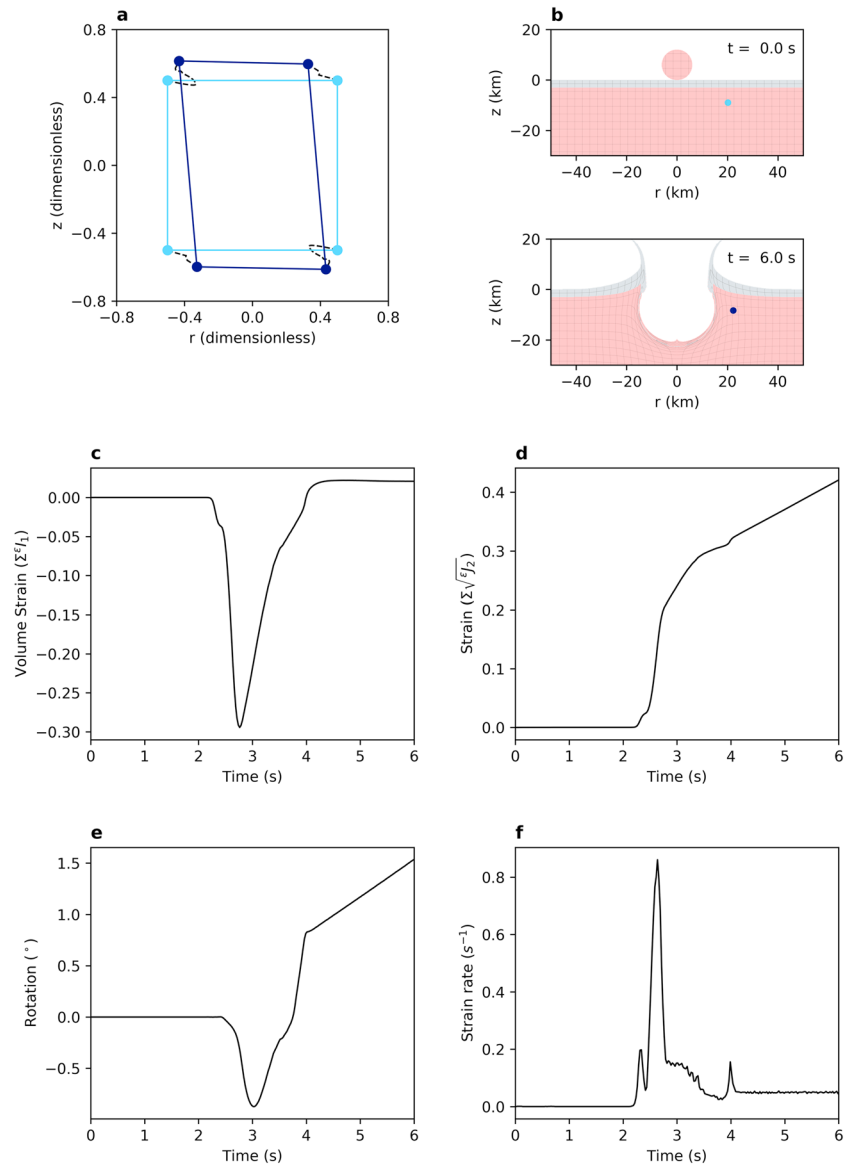 a
0.8
0.4
0.0
−0.4
−0.8
z (dimensionless)
−0.8 −0.4 0.0 0.4 0.8
r (dimensionless)
b
20
0
−20
z (km)
t = 0.0 s
−40 −20 0 20 40
r (km)
20
0
−20
z (km)
t = 6.0 s
−40 −20 0 20 40
r (km)
c
0.00
−0.05
−0.10
−0.15
−0.20
−0.25
−0.30
Volume Strain (Σ^εI₁)
0 1 2 3 4 5 6
Time (s)
d
0.4
0.3
0.2
0.1
0.0
Strain (Σ√^εJ₂)
0 1 2 3 4 5 6
Time (s)
e
1.5
1.0
0.5
0.0
−0.5
Rotation (°)
0 1 2 3 4 5 6
Time (s)
f
0.8
0.6
0.4
0.2
0.0
Strain rate (s⁻¹)
0 1 2 3 4 5 6
Time (s)